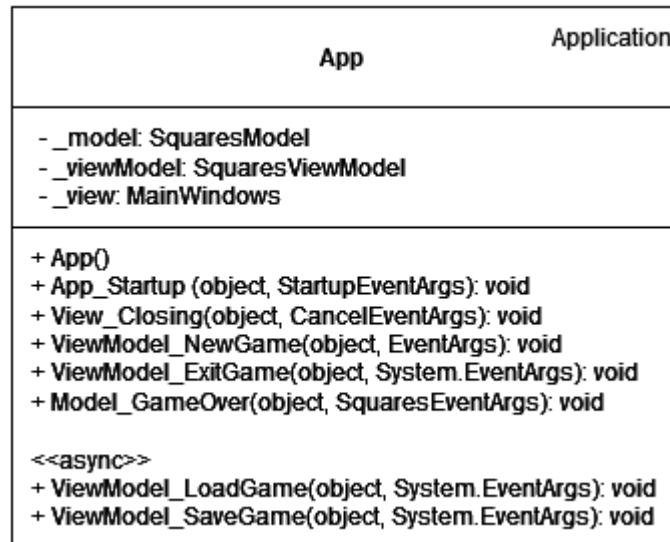 Application
App
- _model: SquaresModel
- _viewModel: SquaresViewModel
- _view: MainWindows
+ App()
+ App_Startup (object, StartupEventArgs): void
+ View_Closing(object, CancelEventArgs): void
+ ViewModel_NewGame(object, EventArgs): void
+ ViewModel_ExitGame(object, System.EventArgs): void
+ Model_GameOver(object, SquaresEventArgs): void
<<async>>
+ ViewModel_LoadGame(object, System.EventArgs): void
+ ViewModel_SaveGame(object, System.EventArgs): void